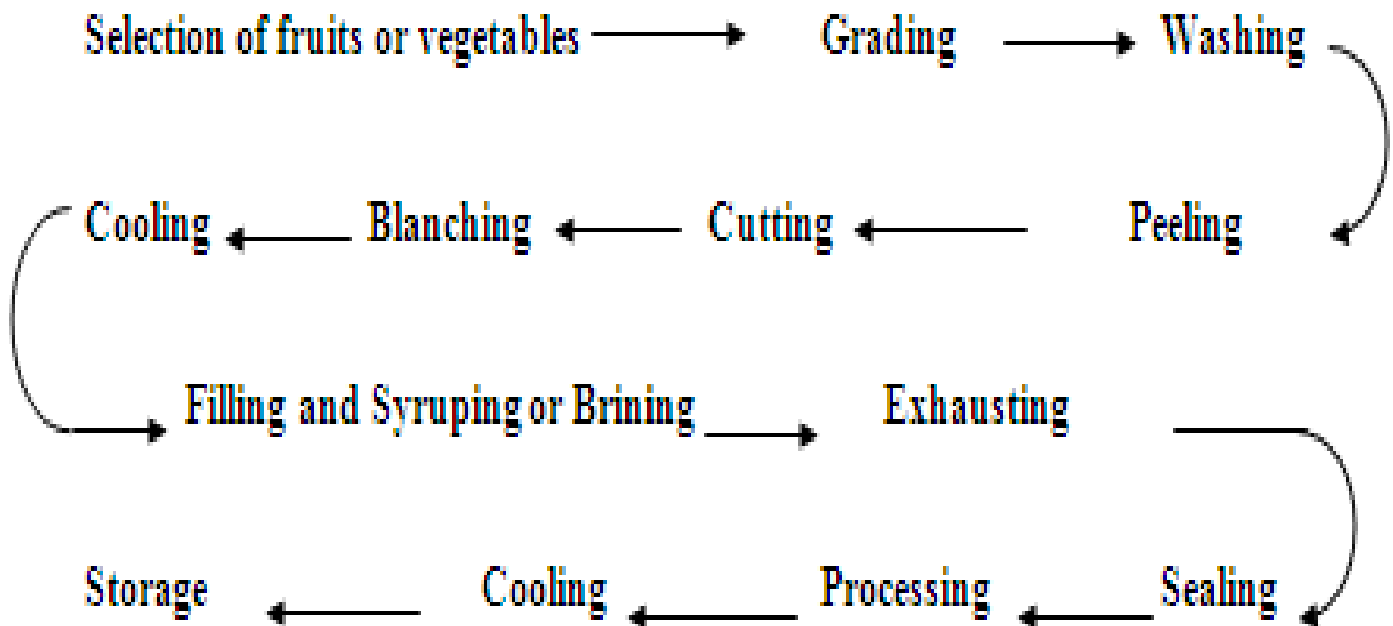 Selection of fruits or vegetables Grading Washing
Cooling Blanching Cutting Peeling
Filling and Syruping or Brining Exhausting
Storage Cooling Processing Sealing